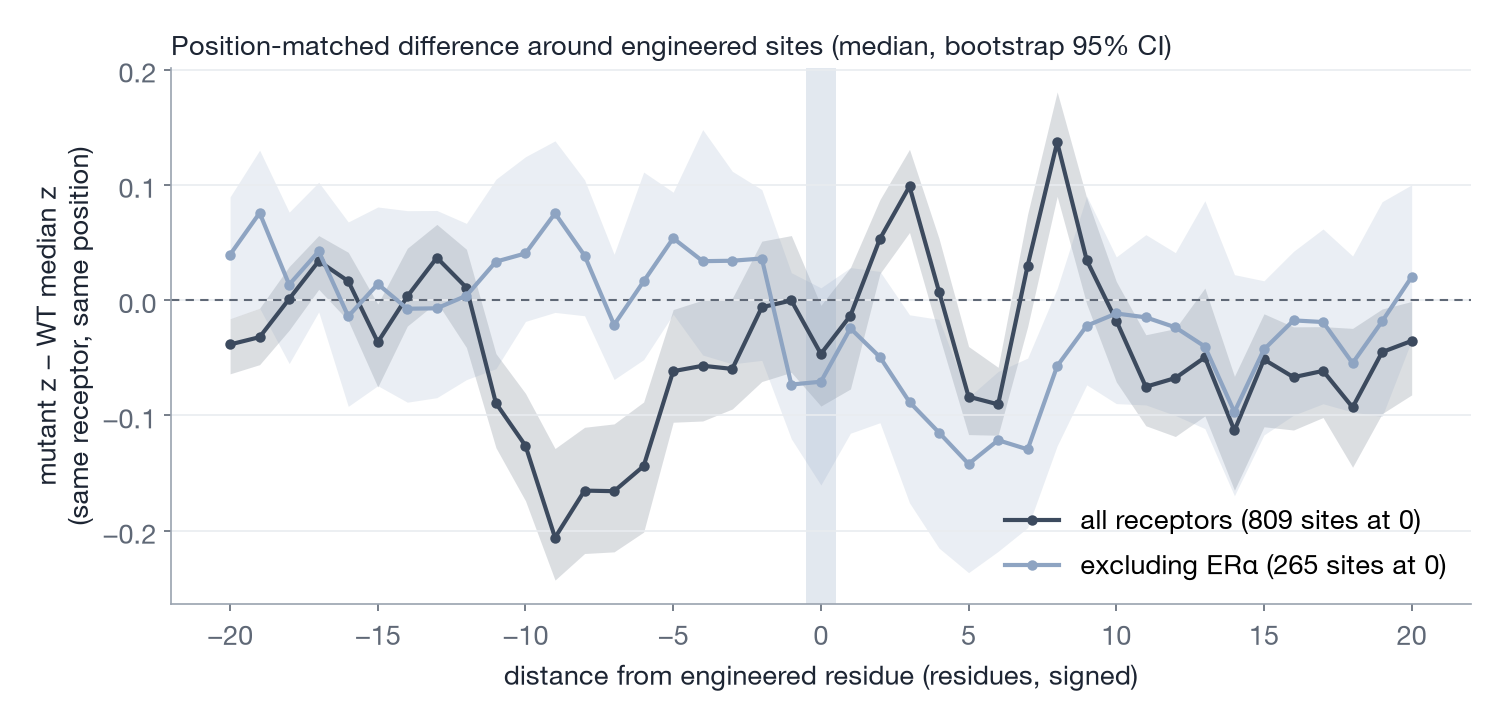 Position-matched difference around engineered sites (median, bootstrap 95% CI)
mutant z − WT median z
(same receptor, same position)
0.2
0.1
0.0
−0.1
−0.2
all receptors (809 sites at 0)
excluding ERα (265 sites at 0)
−20
−15
−10
−5
0
5
10
15
20
distance from engineered residue (residues, signed)